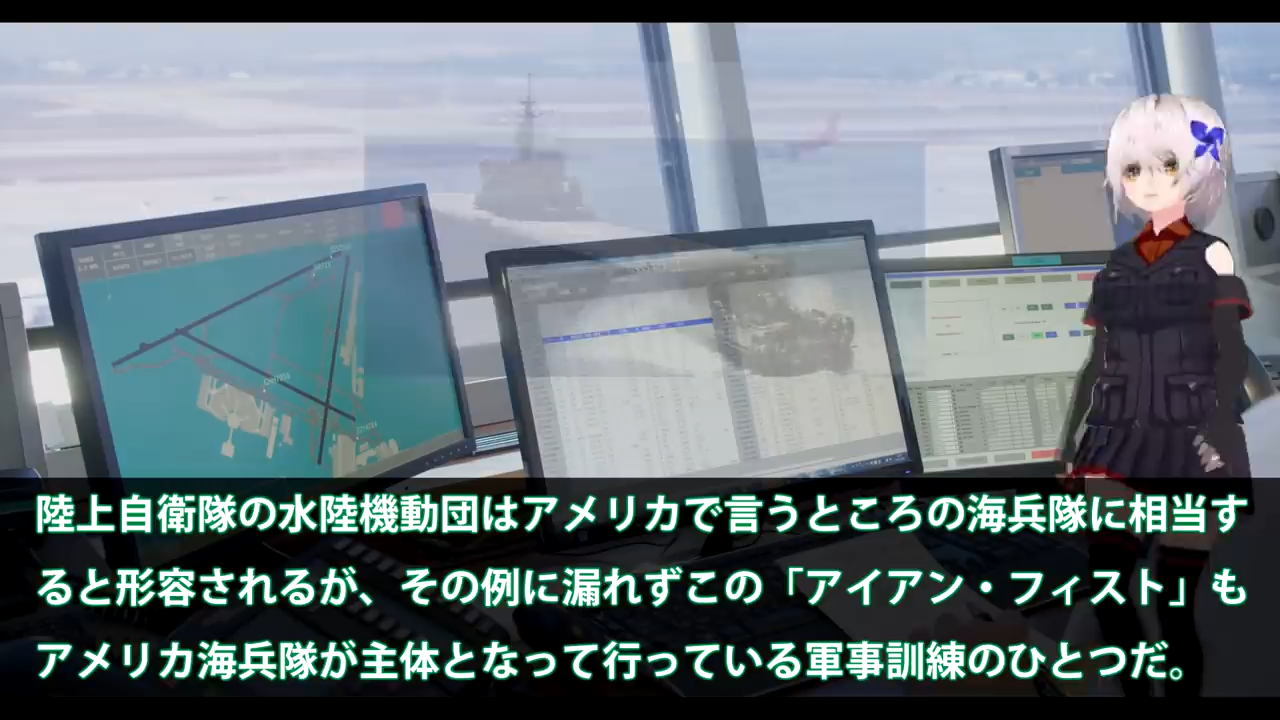 陸上自衛隊の水陸機動団はアメリカで言うところの海兵隊に相当す
ると形容されるが、その例に漏れずこの「アイアン・フィスト」も
アメリカ海兵隊が主体となって行っている軍事訓練のひとつだ。